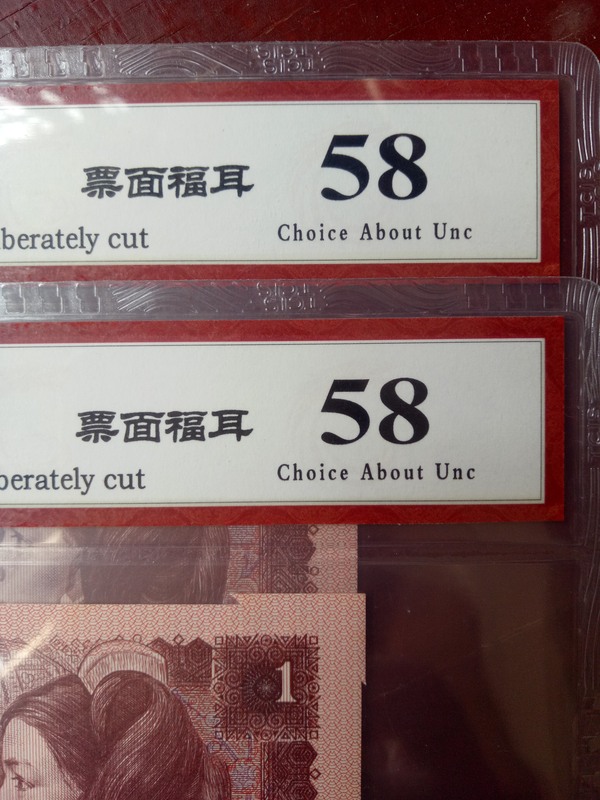 票面福耳
58
berately cut
Choice About Unc
票面福耳
58
berately cut
Choice About Unc
1